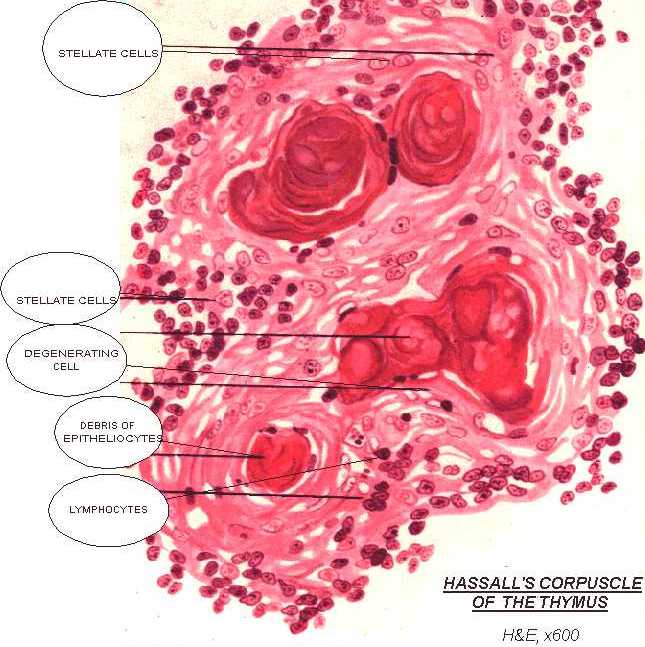 STELLATE CELLS
STELLATE CELLS
DEGENERATING
CELL
DEBRIS OF
EPITHELIOCYTES
LYMPHOCYTES
HASSALL'S CORPUSCLE
OF THE THYMUS
H&E, x600